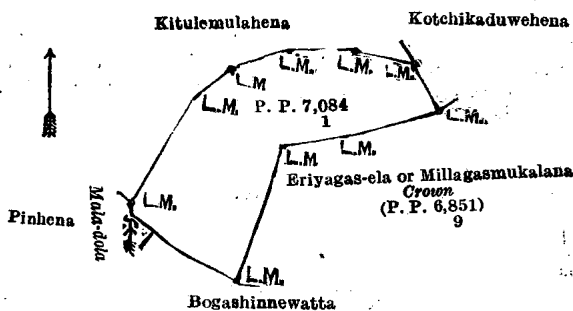 Kitulemulahena
Kotchikaduwehena
L.M.
L.M.
L.M.
L.M
L.M.
P. P. 7,084
1
L.M.
L.M
L.M.
Eriyagas-ela or Millagasmukalana
Crown
(P. P. 6,851)
9
L.M.
Mala-dola
Pinhena
L.M.
Bogashinnewatta